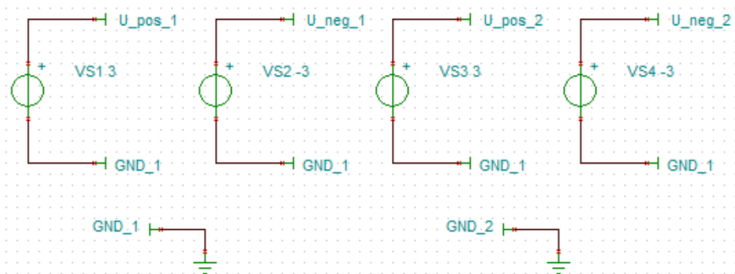 U_pos_1 U_neg_1 U_pos_2 U_neg_2
+ VS1 3 + VS2 -3 + VS3 3 + VS4 -3
GND_1 GND_1 GND_1 GND_1
GND_1 GND_2